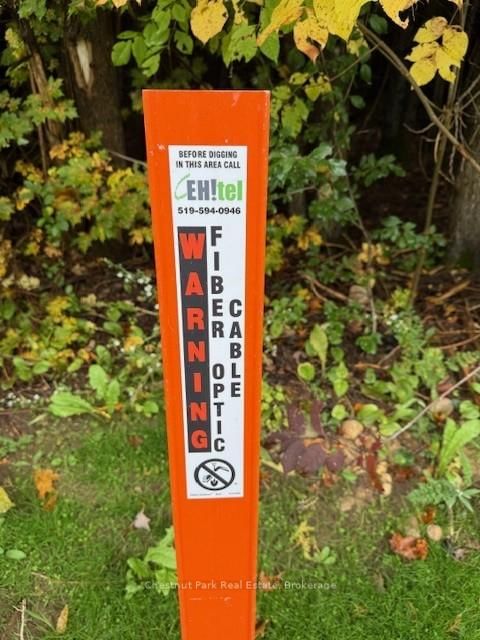 BEFORE DIGGING
IN THIS AREA CALL
EH!tel
519-594-0946
WARNING
FIBER OPTIC
CABLE
Chestnut Park Real Estate, Brokerage